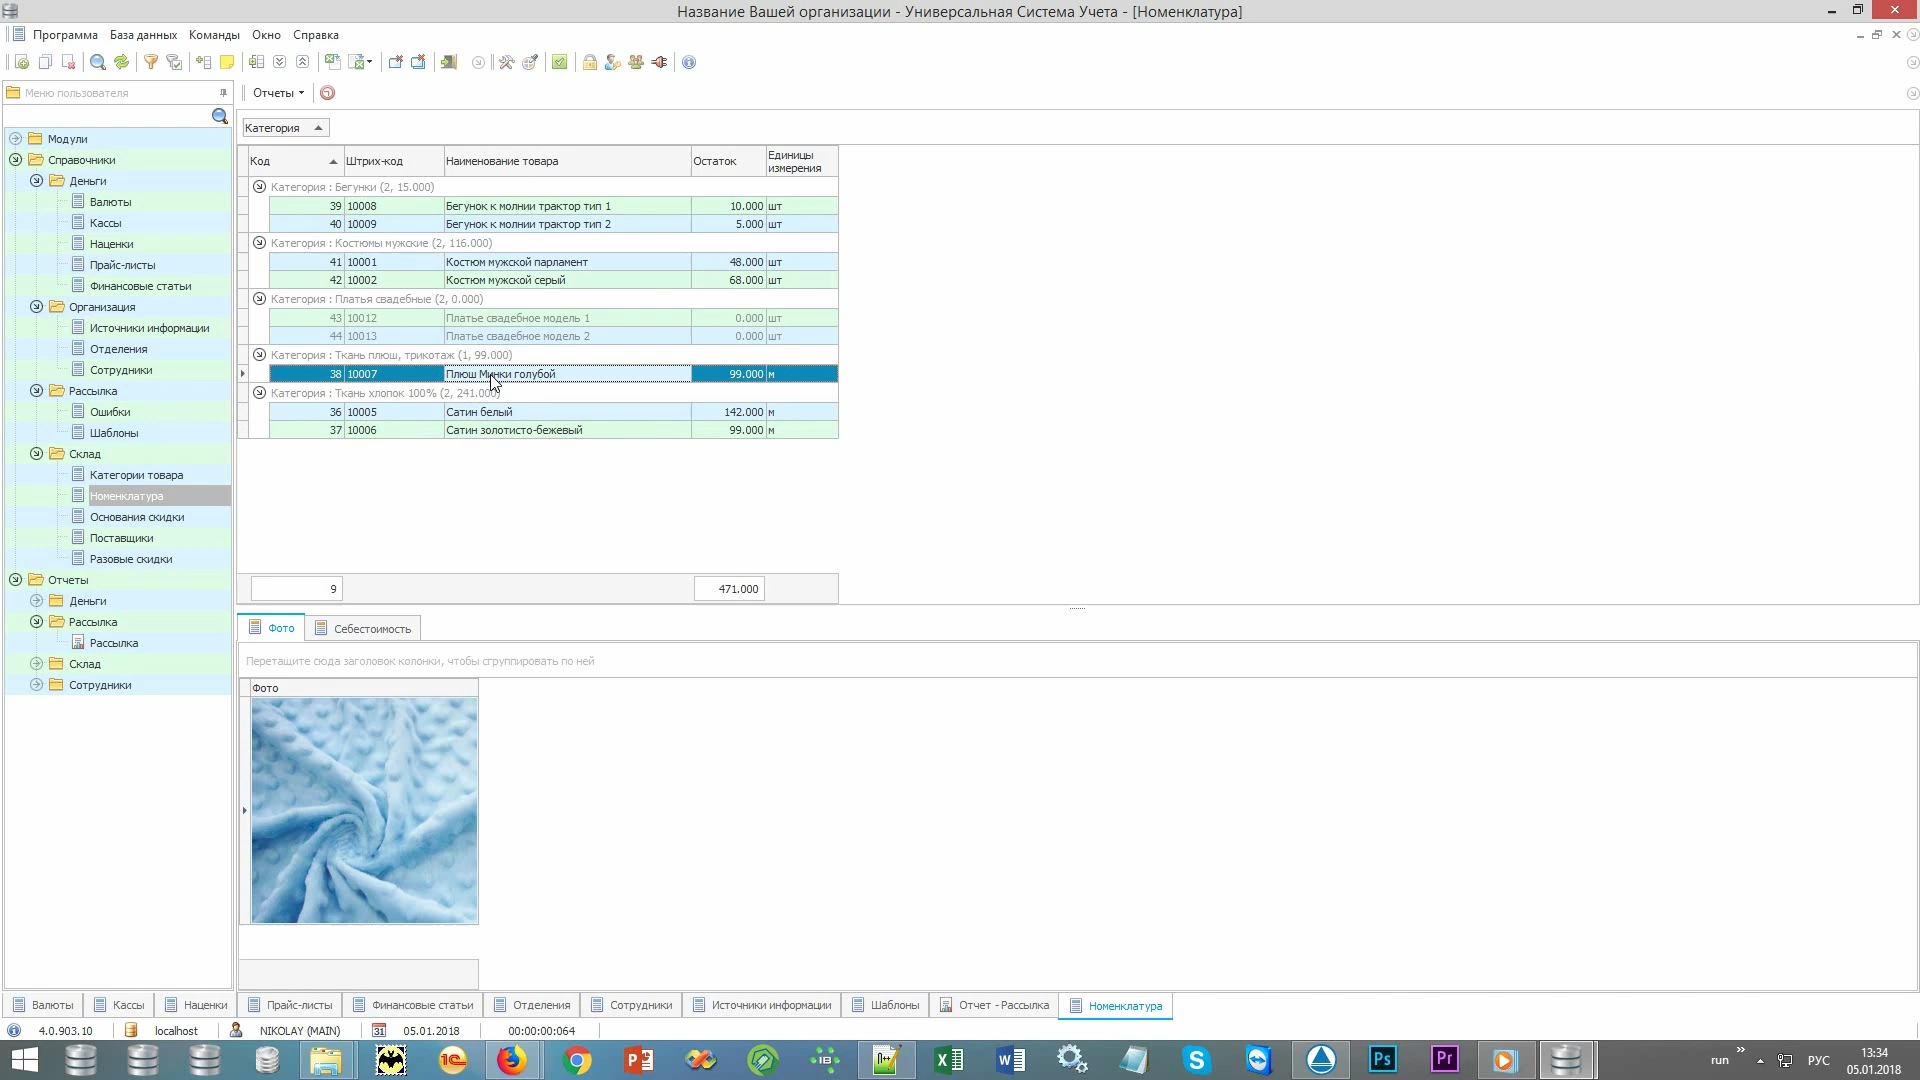 Название Вашей организации - Универсальная Система Учета - [Номенклатура]
Программа База данных Команды Окно Справка
Меню пользователя
Отчеты
Модули
Справочники
Деньги
Валюты
Кассы
Наценки
Прайс-листы
Финансовые статьи
Организация
Источники информации
Отделения
Сотрудники
Рассылка
Ошибки
Шаблоны
Склад
Категории товара
Номенклатура
Основания скидки
Поставщики
Разовые скидки
Отчеты
Деньги
Рассылка
Рассылка
Склад
Сотрудники
Категория
Код Штрих-код Наименование товара Остаток Единицы
измерения
Категория : Бегунки (2, 15.000)
39 10008 Бегунок к молнии трактор тип 1 10.000 шт
40 10009 Бегунок к молнии трактор тип 2 5.000 шт
Категория : Костюмы мужские (2, 116.000)
41 10001 Костюм мужской парламент 48.000 шт
42 10002 Костюм мужской серый 68.000 шт
Категория : Платья свадебные (2, 0.000)
43 10012 Платье свадебное модель 1 0.000 шт
44 10013 Платье свадебное модель 2 0.000 шт
Категория : Ткань плюш, трикотаж (1, 99.000)
38 10007 Плюш Минки голубой 99.000 м
Категория : Ткань хлопок 100% (2, 241.000)
36 10005 Сатин белый 142.000 м
37 10006 Сатин золотисто-бежевый 99.000 м
9 471.000
Фото Себестоимость
Перетащите сюда заголовок колонки, чтобы сгруппировать по ней
Фото
Валюты Кассы Наценки Прайс-листы Финансовые статьи Отделения Сотрудники Источники информации Шаблоны Отчет - Рассылка Номенклатура
4.0.903.10 localhost NIKOLAY (MAIN) 31 05.01.2018 00:00:00:064
1С P n++ X W S Ps Pr run » РУС 13:34
IB 05.01.2018